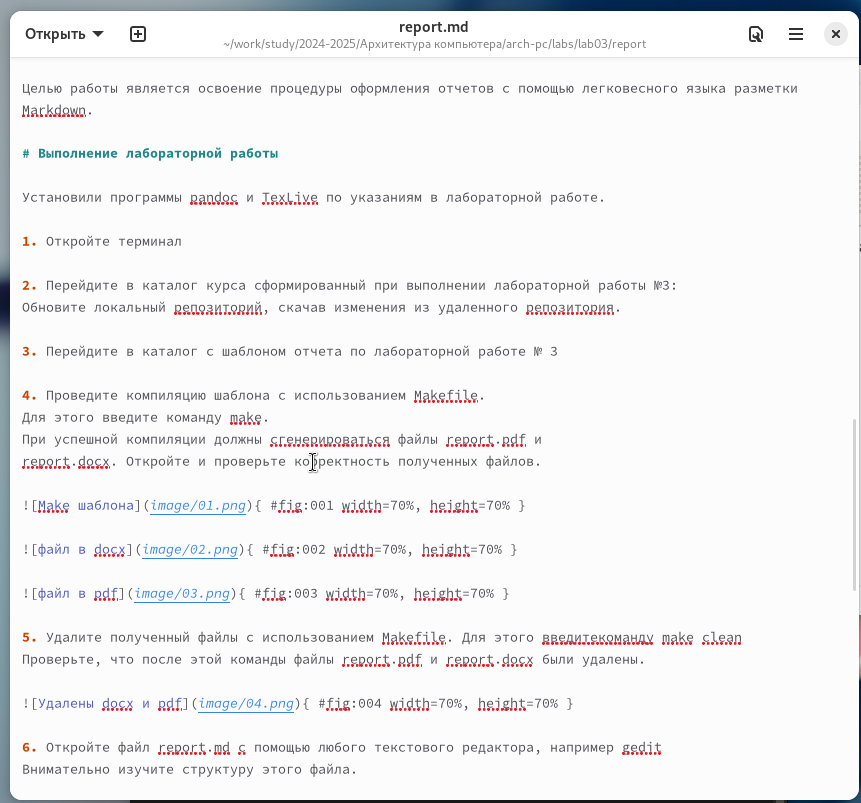 Открыть
report.md
~/work/study/2024-2025/Архитектура компьютера/arch-pc/labs/lab03/report
Целью работы является освоение процедуры оформления отчетов с помощью легковесного языка разметки
Markdown.
# Выполнение лабораторной работы
Установили программы pandoc и TexLive по указаниям в лабораторной работе.
1. Откройте терминал
2. Перейдите в каталог курса сформированный при выполнении лабораторной работы №3:
Обновите локальный репозиторий, скачав изменения из удаленного репозитория.
3. Перейдите в каталог с шаблоном отчета по лабораторной работе № 3
4. Проведите компиляцию шаблона с использованием Makefile.
Для этого введите команду make.
При успешной компиляции должны сгенерироваться файлы report.pdf и
report.docx. Откройте и проверьте корректность полученных файлов.
![Make шаблона](image/01.png){ #fig:001 width=70%, height=70% }
![файл в docx](image/02.png){ #fig:002 width=70%, height=70% }
![файл в pdf](image/03.png){ #fig:003 width=70%, height=70% }
5. Удалите полученный файлы с использованием Makefile. Для этого введитекоманду make clean
Проверьте, что после этой команды файлы report.pdf и report.docx были удалены.
![Удалены docx и pdf](image/04.png){ #fig:004 width=70%, height=70% }
6. Откройте файл report.md c помощью любого текстового редактора, например gedit
Внимательно изучите структуру этого файла.